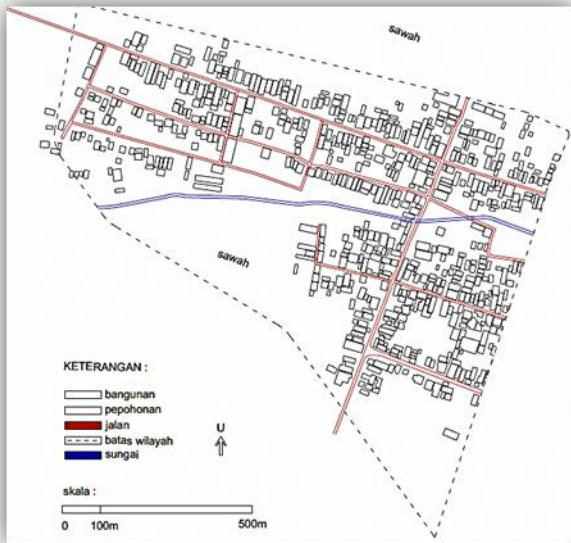 sawah
sawah
KETERANGAN :
bangunan
pepohonan
jalan
batas wilayah
sungai
U
skala :
0 100m 500m